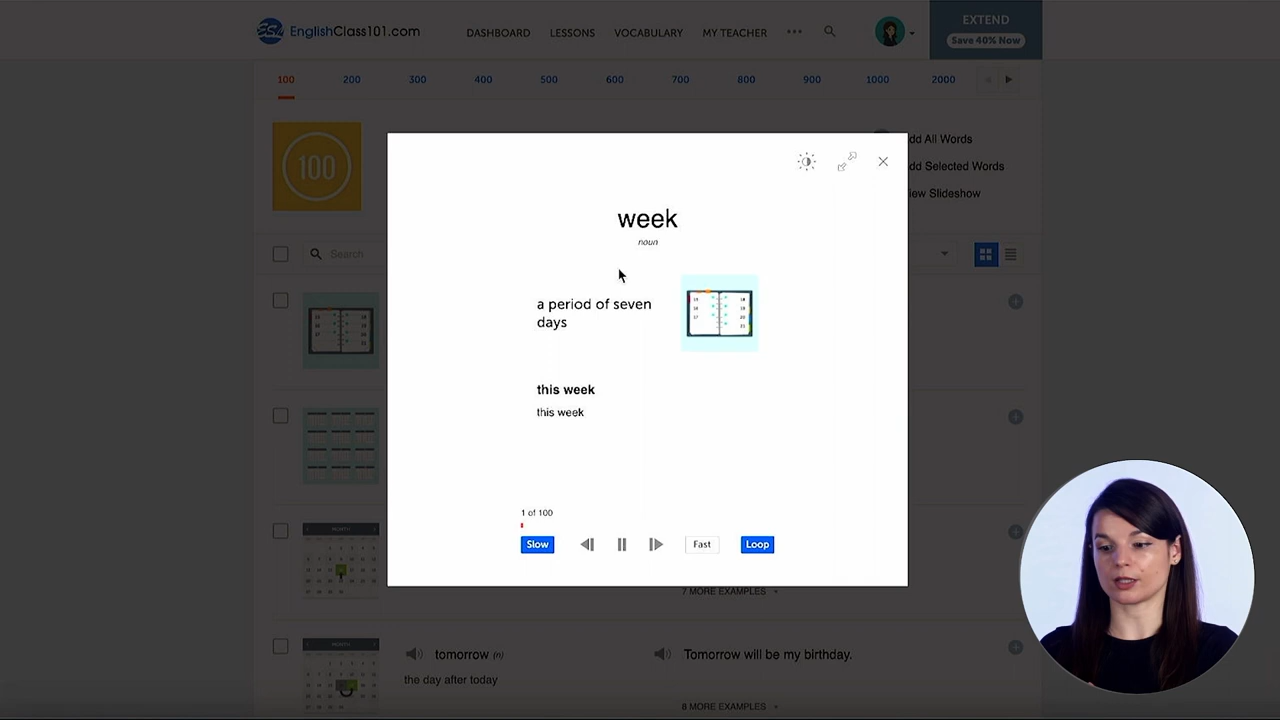 EnglishClass101.com
DASHBOARD
LESSONS
VOCABULARY
MY TEACHER
EXTEND
Save 40% Now
100
200
300
400
500
600
700
800
900
1000
2000
100
dd All Words
dd Selected Words
iew Slideshow
Search
week
noun
a period of seven
days
this week
this week
1 of 100
Slow
Fast
Loop
7 MORE EXAMPLES
tomorrow (n)
Tomorrow will be my birthday.
the day after today
8 MORE EXAMPLES